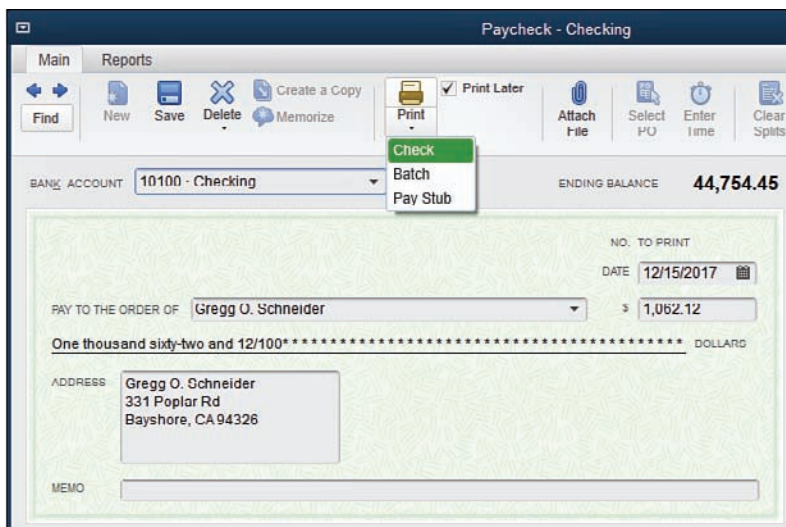 Paycheck - Checking
Main Reports
Find
New
Save
Delete
Create a Copy
Memorize
Print
Print Later
Attach
File
Select
PO
Enter
Time
Clear
Splits
Check
Batch
Pay Stub
BANK ACCOUNT 10100 · Checking
ENDING BALANCE 44,754.45
NO. TO PRINT
DATE 12/15/2017
PAY TO THE ORDER OF Gregg O. Schneider $ 1,062.12
One thousand sixty-two and 12/100* * * * * * * * * * * * * * * * * * * * * * * * * * * * * * * * * * * * * * * * * * DOLLARS
ADDRESS Gregg O. Schneider
331 Poplar Rd
Bayshore, CA 94326
MEMO